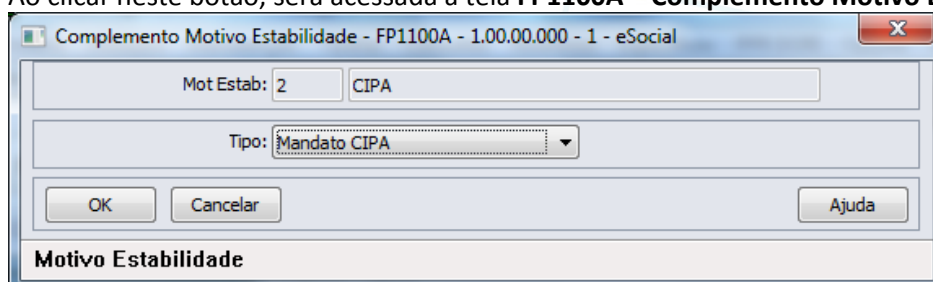 Ao clicar neste botão, será acessada a tela FP1100A – Complemento Motivo
Complemento Motivo Estabilidade - FP1100A - 1.00.00.000 - 1 - eSocial
Mot Estab: 2 CIPA
Tipo: Mandato CIPA
OK Cancelar Ajuda
Motivo Estabilidade